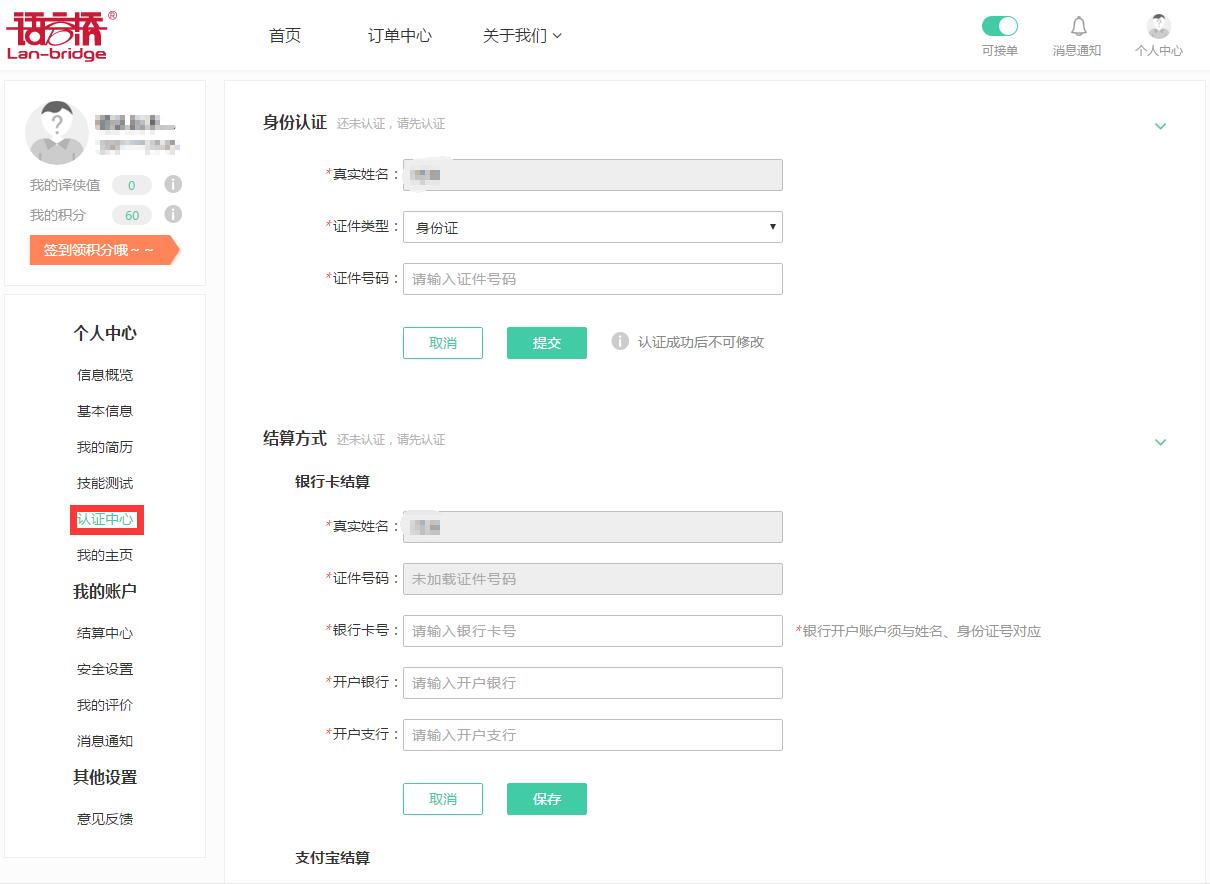 语言桥®
Lan-bridge
首页
订单中心
关于我们
可接单
消息通知
个人中心
我的译侠值 0
我的积分 60
签到领积分哦~~
个人中心
信息概览
基本信息
我的简历
技能测试
认证中心
我的主页
我的账户
结算中心
安全设置
我的评价
消息通知
其他设置
意见反馈
身份认证 还未认证，请先认证
*真实姓名：
*证件类型： 身份证
*证件号码： 请输入证件号码
取消 提交 认证成功后不可修改
结算方式 还未认证，请先认证
银行卡结算
*真实姓名：
*证件号码： 未加载证件号码
*银行卡号： 请输入银行卡号 *银行开户账户须与姓名、身份证号对应
*开户银行： 请输入开户银行
*开户支行： 请输入开户支行
取消 保存
支付宝结算